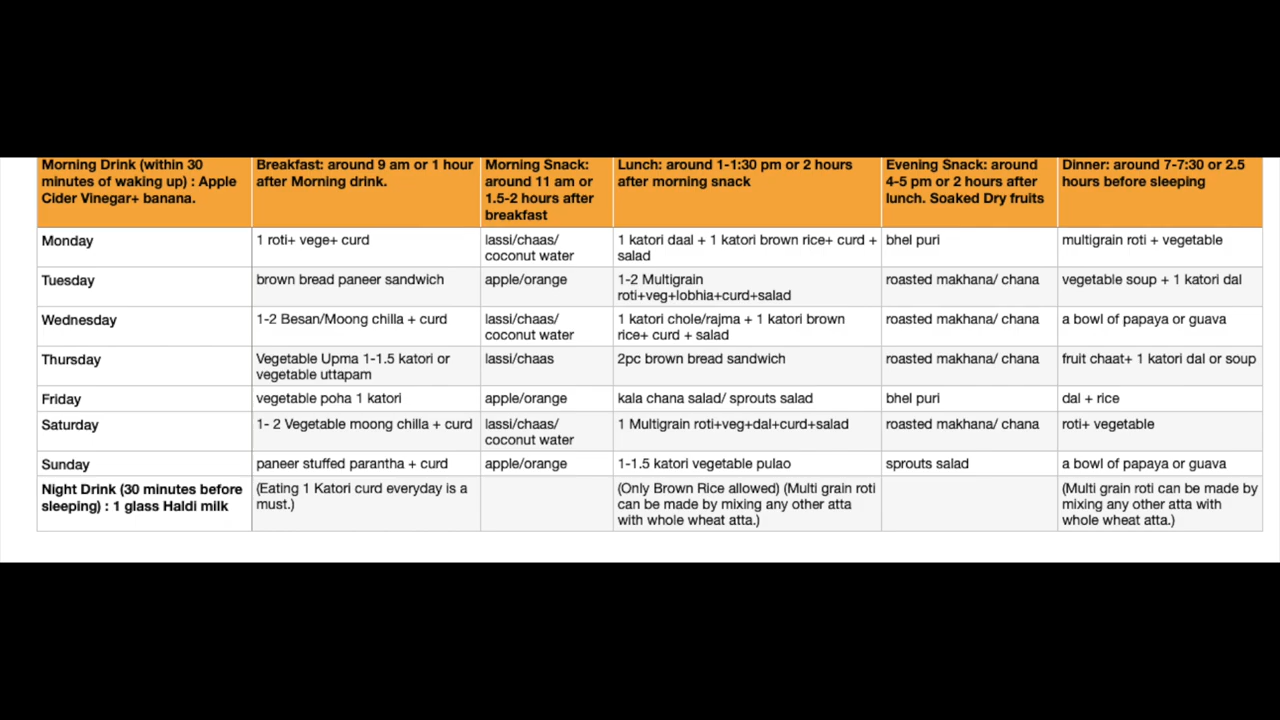 Morning Drink (within 30 minutes of waking up) : Apple Cider Vinegar+ banana. | Breakfast: around 9 am or 1 hour after Morning drink. | Morning Snack: around 11 am or 1.5-2 hours after breakfast | Lunch: around 1-1:30 pm or 2 hours after morning snack | Evening Snack: around 4-5 pm or 2 hours after lunch. Soaked Dry fruits | Dinner: around 7-7:30 or 2.5 hours before sleeping
Monday | 1 roti+ vege+ curd | lassi/chaas/ coconut water | 1 katori daal + 1 katori brown rice+ curd + salad | bhel puri | multigrain roti + vegetable
Tuesday | brown bread paneer sandwich | apple/orange | 1-2 Multigrain roti+veg+lobhia+curd+salad | roasted makhana/ chana | vegetable soup + 1 katori dal
Wednesday | 1-2 Besan/Moong chilla + curd | lassi/chaas/ coconut water | 1 katori chole/rajma + 1 katori brown rice+ curd + salad | roasted makhana/ chana | a bowl of papaya or guava
Thursday | Vegetable Upma 1-1.5 katori or vegetable uttapam | lassi/chaas | 2pc brown bread sandwich | roasted makhana/ chana | fruit chaat+ 1 katori dal or soup
Friday | vegetable poha 1 katori | apple/orange | kala chana salad/ sprouts salad | bhel puri | dal + rice
Saturday | 1- 2 Vegetable moong chilla + curd | lassi/chaas/ coconut water | 1 Multigrain roti+veg+dal+curd+salad | roasted makhana/ chana | roti+ vegetable
Sunday | paneer stuffed parantha + curd | apple/orange | 1-1.5 katori vegetable pulao | sprouts salad | a bowl of papaya or guava
Night Drink (30 minutes before sleeping) : 1 glass Haldi milk | (Eating 1 Katori curd everyday is a must.) | (Only Brown Rice allowed) (Multi grain roti can be made by mixing any other atta with whole wheat atta.) | (Multi grain roti can be made by mixing any other atta with whole wheat atta.)